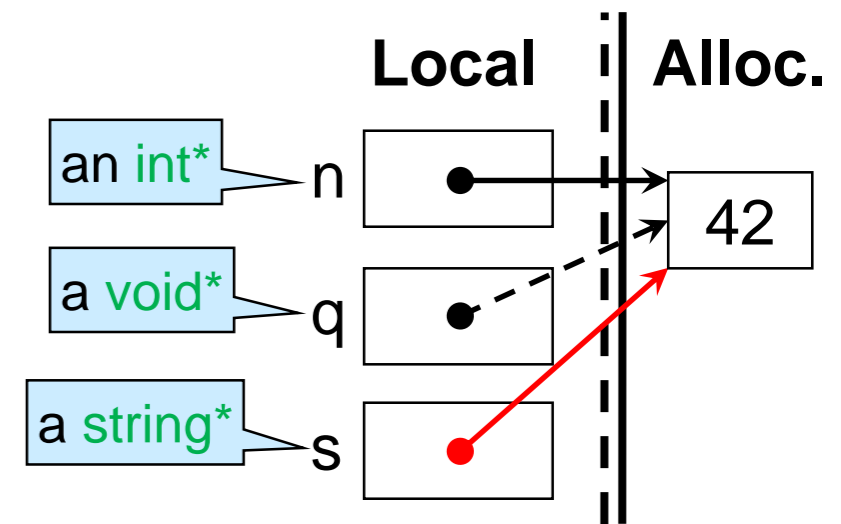 Local Alloc.
an int* n
42
a void* q
a string* s